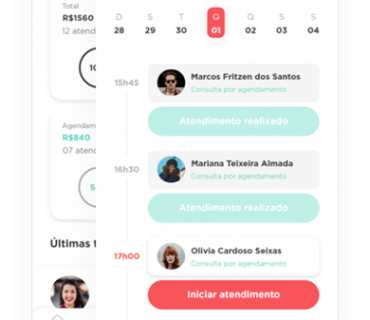 Total
R$1560
12 atend
10
Agendam
R$840
07 atend
5
Últimas t
D S T Q Q S S
28 29 30 01 02 03 04
15h45
Marcos Fritzen dos Santos
Consulta por agendamento
Atendimento realizado
16h30
Mariana Teixeira Almada
Consulta por agendamento
Atendimento realizado
17h00
Olivia Cardoso Seixas
Consulta por agendamento
Iniciar atendimento